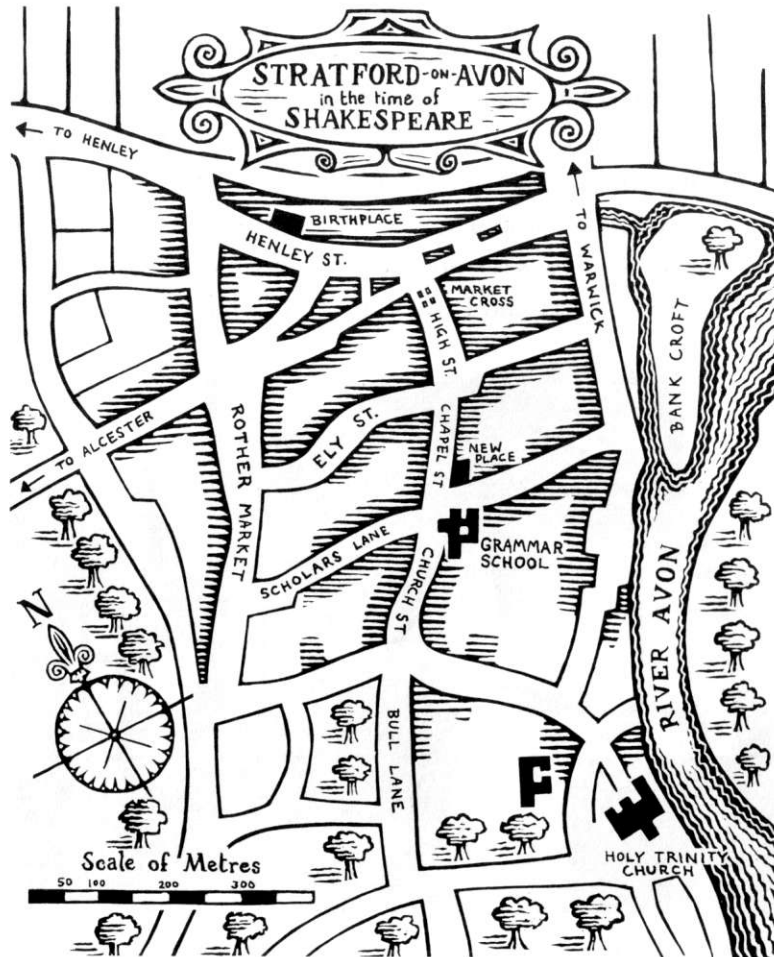 STRATFORD-ON-AVON
in the time of
SHAKESPEARE
← TO HENLEY
BIRTHPLACE
HENLEY ST.
TO WARWICK
MARKET
CROSS
HIGH ST.
BANK CROFT
← TO ALCESTER
ROTHER MARKET
ELY ST.
CHAPEL ST
NEW
PLACE
SCHOLARS LANE
GRAMMAR
SCHOOL
CHURCH ST.
RIVER AVON
N
BULL LANE
HOLY TRINITY
CHURCH
Scale of Metres
50 100 200 300